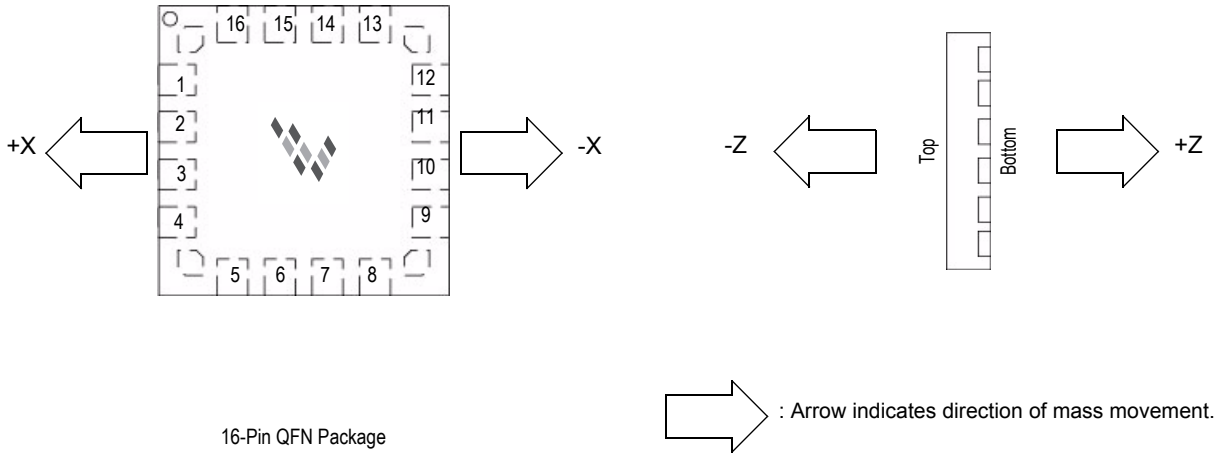 16 15 14 13
1
2
3
4
12
11
10
9
5 6 7 8
+X
-X
-Z
Top
Bottom
+Z
16-Pin QFN Package
: Arrow indicates direction of mass movement.